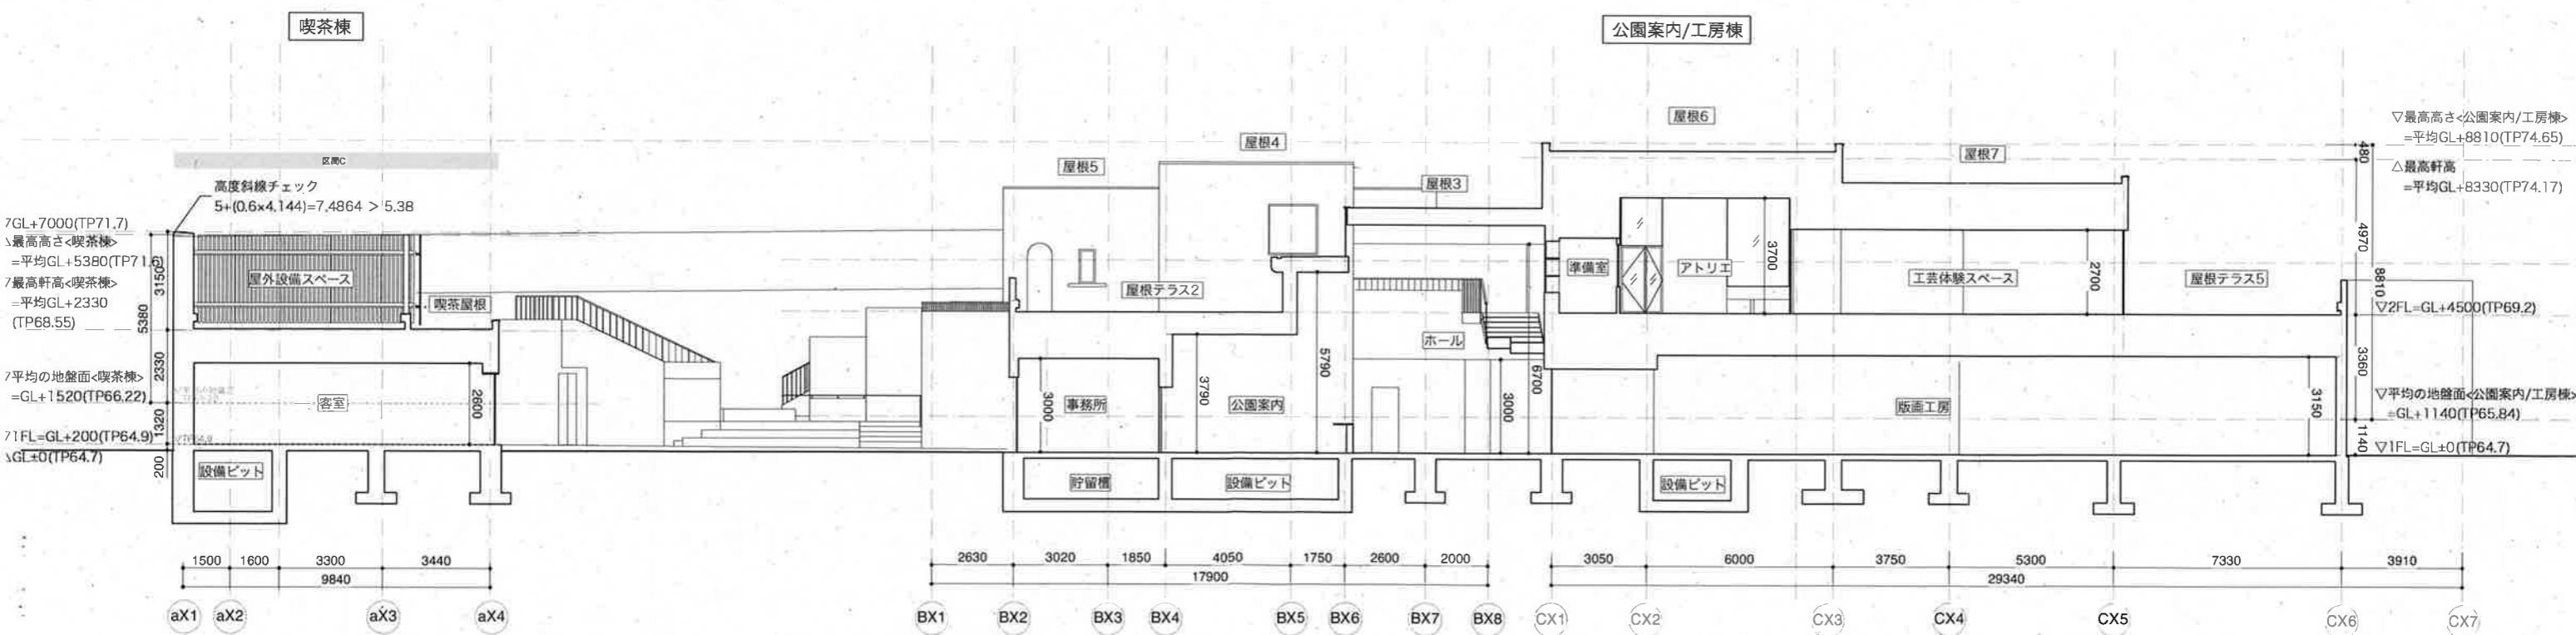 喫茶棟
公園案内/工房棟
区間C
高度斜線チェック
5+(0.6×4.144)=7.4864 > 5.38
屋根5
屋根4
屋根3
屋根6
屋根7
▽最高高さ<公園案内/工房棟>
=平均GL+8810(TP74.65)
△最高軒高
=平均GL+8330(TP74.17)
480
4970
8810
▽2FL=GL+4500(TP69.2)
3360
▽平均の地盤面<公園案内/工房棟>
=GL+1140(TP65.84)
1140
▽1FL=GL±0(TP64.7)
GL+7000(TP71.7)
最高高さ<喫茶棟>
=平均GL+5380(TP71.6)
最高軒高<喫茶棟>
=平均GL+2330
(TP68.55)
平均の地盤面<喫茶棟>
=GL+1520(TP66.22)
1FL=GL+200(TP64.9)
GL±0(TP64.7)
3150
5380
2330
1320
200
屋外設備スペース
喫茶屋根
客室
2600
設備ピット
屋根テラス2
事務所
3000
3790
公園案内
5790
貯留槽
設備ピット
ホール
3000
6700
準備室
アトリエ
3700
工芸体験スペース
2700
屋根テラス5
版画工房
3150
設備ピット
1500 1600 3300 3440
9840
aX1 aX2 aX3 aX4
2630 3020 1850 4050 1750 2600 2000
17900
BX1 BX2 BX3 BX4 BX5 BX6 BX7 BX8
3050 6000 3750 5300 7330 3910
29340
CX1 CX2 CX3 CX4 CX5 CX6 CX7